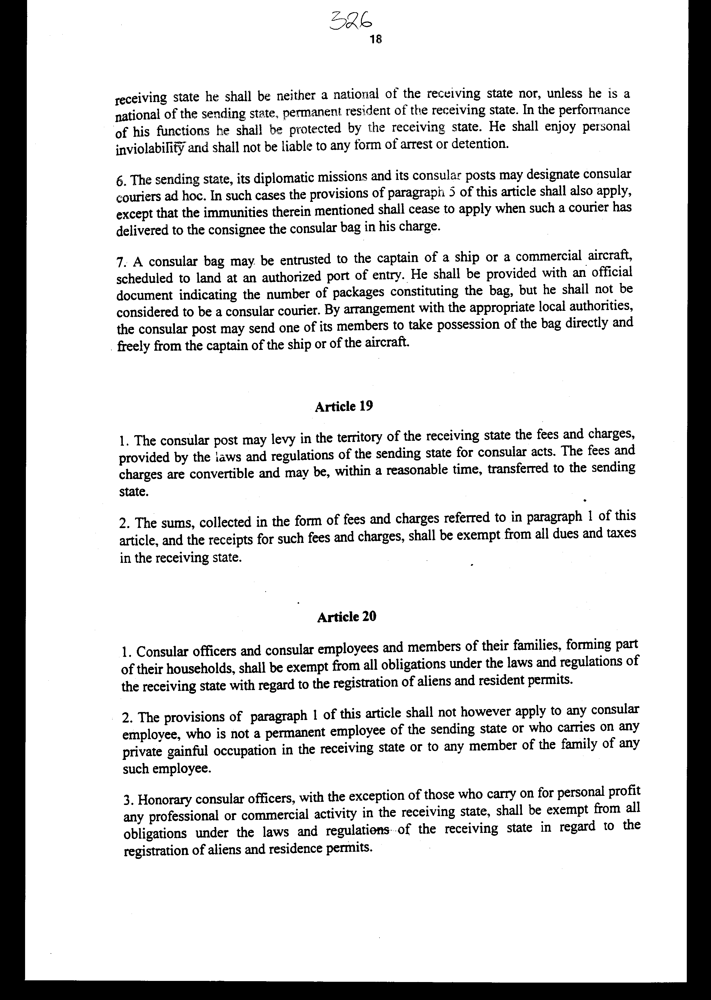 326
18
receiving state he shall be neither a national of the receiving state nor, unless he is a
national of the sending state, permanent resident of the receiving state. In the performance
of his functions he shall be protected by the receiving state. He shall enjoy personal
inviolability and shall not be liable to any form of arrest or detention.
6. The sending state, its diplomatic missions and its consular posts may designate consular
couriers ad hoc. In such cases the provisions of paragraph 5 of this article shall also apply,
except that the immunities therein mentioned shall cease to apply when such a courier has
delivered to the consignee the consular bag in his charge.
7. A consular bag may be entrusted to the captain of a ship or a commercial aircraft,
scheduled to land at an authorized port of entry. He shall be provided with an official
document indicating the number of packages constituting the bag, but he shall not be
considered to be a consular courier. By arrangement with the appropriate local authorities,
the consular post may send one of its members to take possession of the bag directly and
freely from the captain of the ship or of the aircraft.
Article 19
1. The consular post may levy in the territory of the receiving state the fees and charges,
provided by the laws and regulations of the sending state for consular acts. The fees and
charges are convertible and may be, within a reasonable time, transferred to the sending
state.
2. The sums, collected in the form of fees and charges referred to in paragraph 1 of this
article, and the receipts for such fees and charges, shall be exempt from all dues and taxes
in the receiving state.
Article 20
1. Consular officers and consular employees and members of their families, forming part
of their households, shall be exempt from all obligations under the laws and regulations of
the receiving state with regard to the registration of aliens and resident permits.
2. The provisions of paragraph 1 of this article shall not however apply to any consular
employee, who is not a permanent employee of the sending state or who carries on any
private gainful occupation in the receiving state or to any member of the family of any
such employee.
3. Honorary consular officers, with the exception of those who carry on for personal profit
any professional or commercial activity in the receiving state, shall be exempt from all
obligations under the laws and regulations of the receiving state in regard to the
registration of aliens and residence permits.